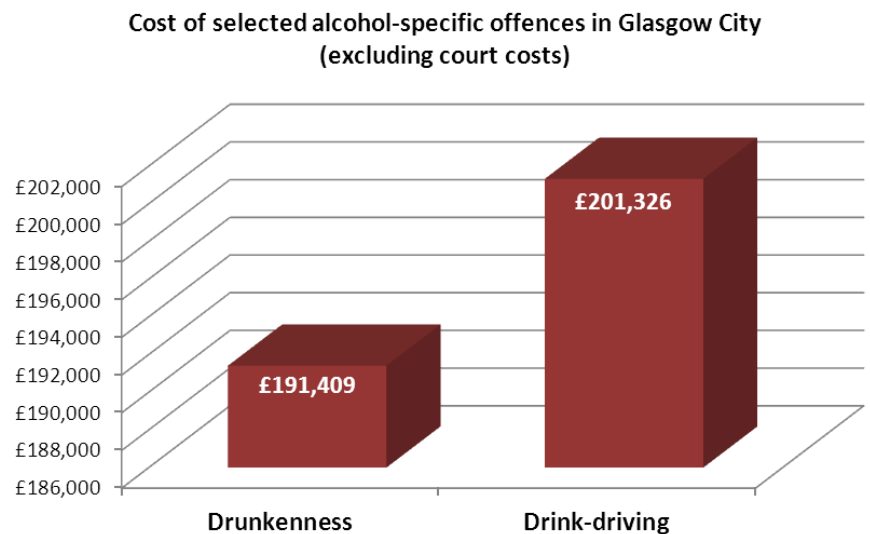 Cost of selected alcohol-specific offences in Glasgow City
(excluding court costs)
£202,000
£200,000
£198,000
£196,000
£194,000
£192,000
£190,000
£188,000
£186,000
£201,326
£191,409
Drunkenness
Drink-driving